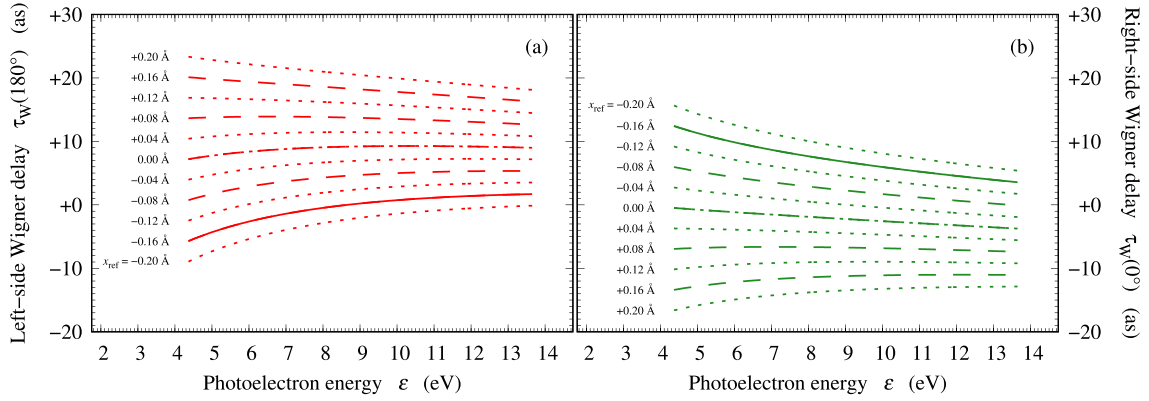 Left−side Wigner delay τW(180°) (as)
+30
+20
+10
+0
−10
−20
(a)
+0.20 Å
+0.16 Å
+0.12 Å
+0.08 Å
+0.04 Å
0.00 Å
−0.04 Å
−0.08 Å
−0.12 Å
−0.16 Å
xref = −0.20 Å
2 3 4 5 6 7 8 9 10 11 12 13 14
Photoelectron energy ε (eV)
(b)
xref = −0.20 Å
−0.16 Å
−0.12 Å
−0.08 Å
−0.04 Å
0.00 Å
+0.04 Å
+0.08 Å
+0.12 Å
+0.16 Å
+0.20 Å
2 3 4 5 6 7 8 9 10 11 12 13 14
Photoelectron energy ε (eV)
+30
+20
+10
+0
−10
−20
Right−side Wigner delay τW(0°) (as)